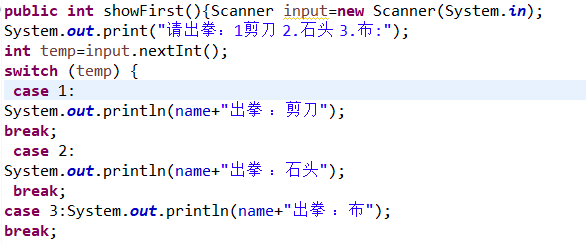 public int showFirst(){Scanner input=new Scanner(System.in);
System.out.print("请出拳：1剪刀 2.石头 3.布:");
int temp=input.nextInt();
switch (temp) {
case 1:
System.out.println(name+"出拳 ：剪刀");
break;
case 2:
System.out.println(name+"出拳 ：石头");
break;
case 3:System.out.println(name+"出拳 ：布");
break;